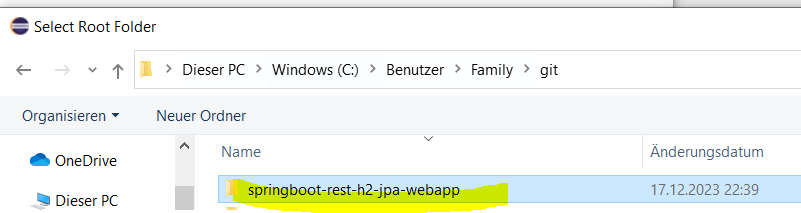 Select Root Folder
Dieser PC > Windows (C:) > Benutzer > Family > git
Organisieren Neuer Ordner
Name Änderungsdatum
OneDrive
springboot-rest-h2-jpa-webapp 17.12.2023 22:39
Dieser PC